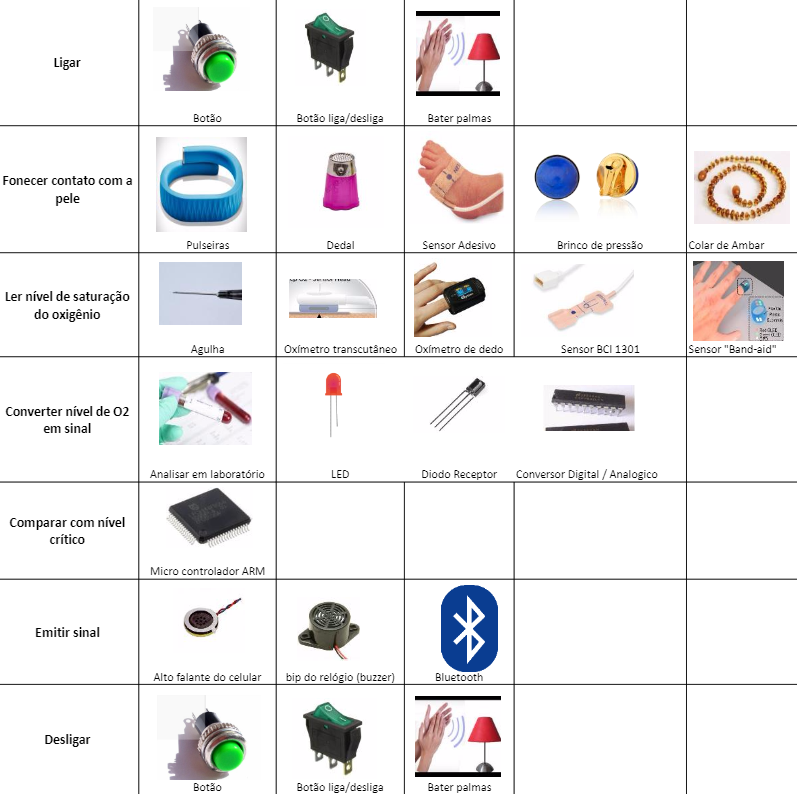 Ligar
Botão
Botão liga/desliga
Bater palmas
Fonecer contato com a
pele
Pulseiras
Dedal
Sensor Adesivo
Brinco de pressão
Colar de Ambar
Ler nível de saturação
do oxigênio
Agulha
Oxímetro transcutâneo
Oxímetro de dedo
Sensor BCI 1301
Sensor "Band-aid"
Converter nível de O2
em sinal
Analisar em laboratório
LED
Diodo Receptor
Conversor Digital / Analogico
Comparar com nível
crítico
Micro controlador ARM
Emitir sinal
Alto falante do celular
bip do relógio (buzzer)
Bluetooth
Desligar
Botão
Botão liga/desliga
Bater palmas